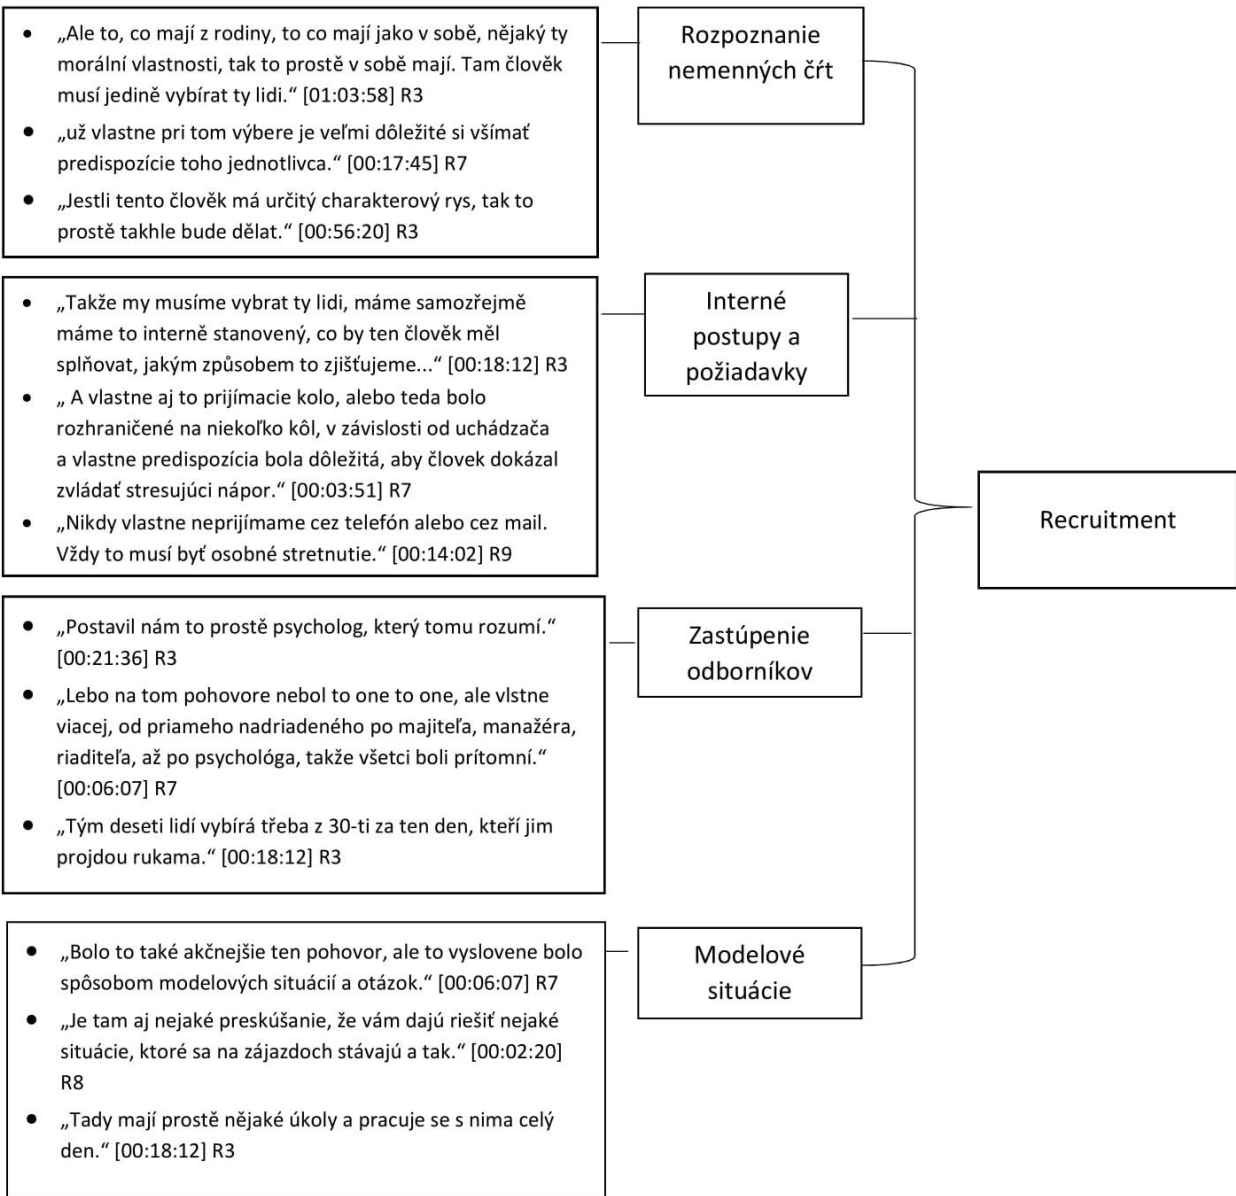 „Ale to, co mají z rodiny, to co mají jako v sobě, nějaký ty
morální vlastnosti, tak to prostě v sobě mají. Tam člověk
musí jedině vybírat ty lidi.“ [01:03:58] R3
„už vlastne pri tom výbere je veľmi dôležité si všímať
predispozície toho jednotlivca.“ [00:17:45] R7
„Jestli tento člověk má určitý charakterový rys, tak to
prostě takhle bude dělat.“ [00:56:20] R3
Rozpoznanie
nemenných čŕt
„Takže my musíme vybrat ty lidi, máme samozřejmě
máme to interně stanovený, co by ten člověk měl
splňovat, jakým způsobem to zjišťujeme...“ [00:18:12] R3
„ A vlastne aj to prijímacie kolo, alebo teda bolo
rozhraničené na niekoľko kôl, v závislosti od uchádzača
a vlastne predispozícia bola dôležitá, aby človek dokázal
zvládať stresujúci nápor.“ [00:03:51] R7
„Nikdy vlastne neprijímame cez telefón alebo cez mail.
Vždy to musí byť osobné stretnutie.“ [00:14:02] R9
Interné
postupy a
požiadavky
Recruitment
„Postavil nám to prostě psycholog, který tomu rozumí.“
[00:21:36] R3
„Lebo na tom pohovore nebol to one to one, ale vlstne
viacej, od priameho nadriadeného po majiteľa, manažéra,
riaditeľa, až po psychológa, takže všetci boli prítomní.“
[00:06:07] R7
„Tým deseti lidí vybírá třeba z 30-ti za ten den, kteří jim
projdou rukama.“ [00:18:12] R3
Zastúpenie
odborníkov
„Bolo to také akčnejšie ten pohovor, ale to vyslovene bolo
spôsobom modelových situácií a otázok.“ [00:06:07] R7
„Je tam aj nejaké preskúšanie, že vám dajú riešiť nejaké
situácie, ktoré sa na zájazdoch stávajú a tak.“ [00:02:20]
R8
„Tady mají prostě nějaké úkoly a pracuje se s nima celý
den.“ [00:18:12] R3
Modelové
situácie